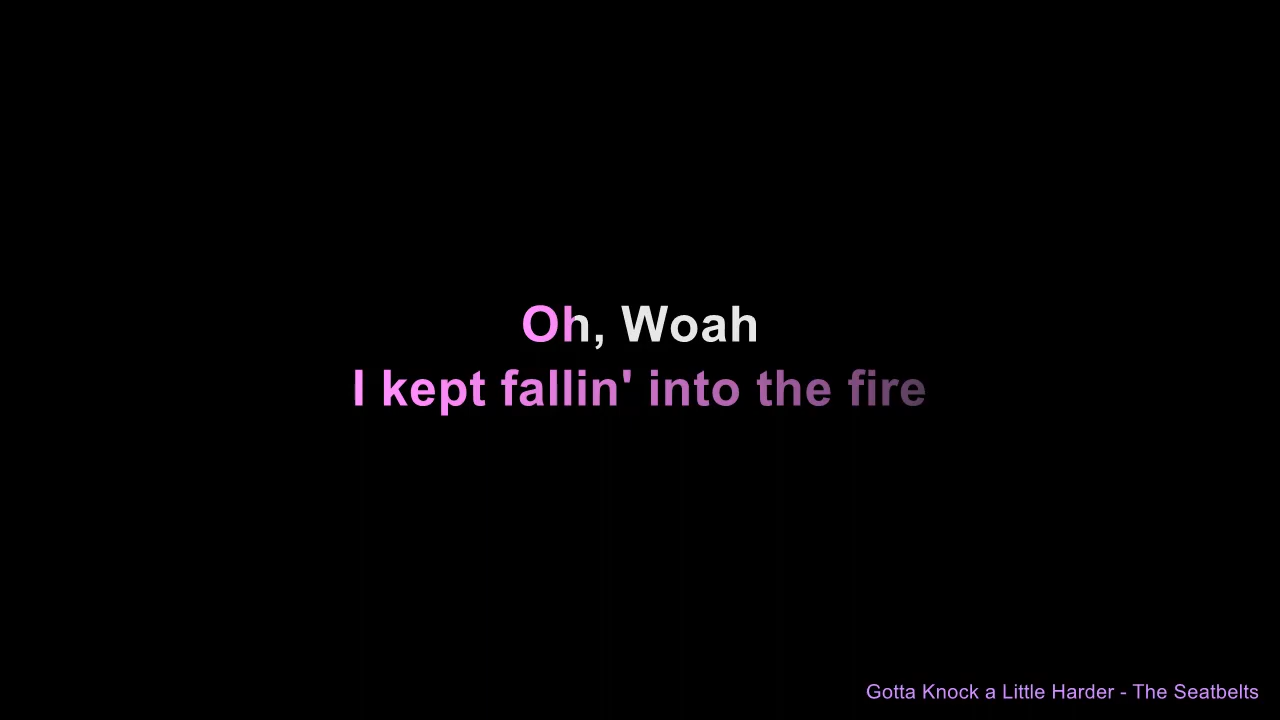 Oh, Woah
I kept fallin' into the fire
Gotta Knock a Little Harder - The Seatbelts